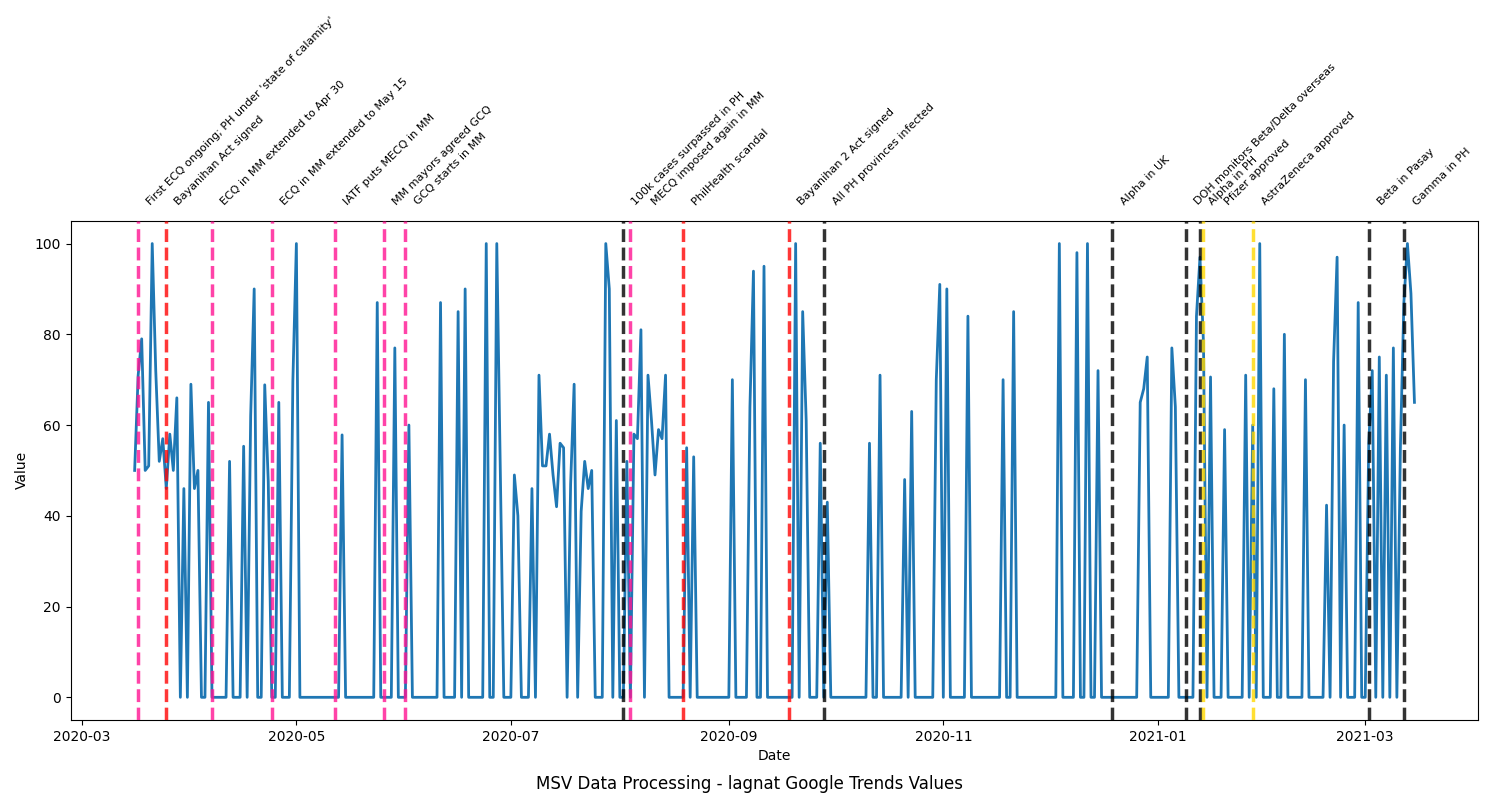 First ECQ ongoing; PH under 'state of calamity'
Bayanihan Act signed
ECQ in MM extended to Apr 30
ECQ in MM extended to May 15
IATF puts MECQ in MM
MM mayors agreed GCQ
GCQ starts in MM
100k cases surpassed in PH
MECQ imposed again in MM
PhilHealth scandal
Bayanihan 2 Act signed
All PH provinces infected
Alpha in UK
DOH monitors Beta/Delta overseas
Alpha in PH
Pfizer approved
AstraZeneca approved
Beta in Pasay
Gamma in PH
100
80
60
40
20
0
Value
2020-03
2020-05
2020-07
2020-09
2020-11
2021-01
2021-03
Date
MSV Data Processing - lagnat Google Trends Values